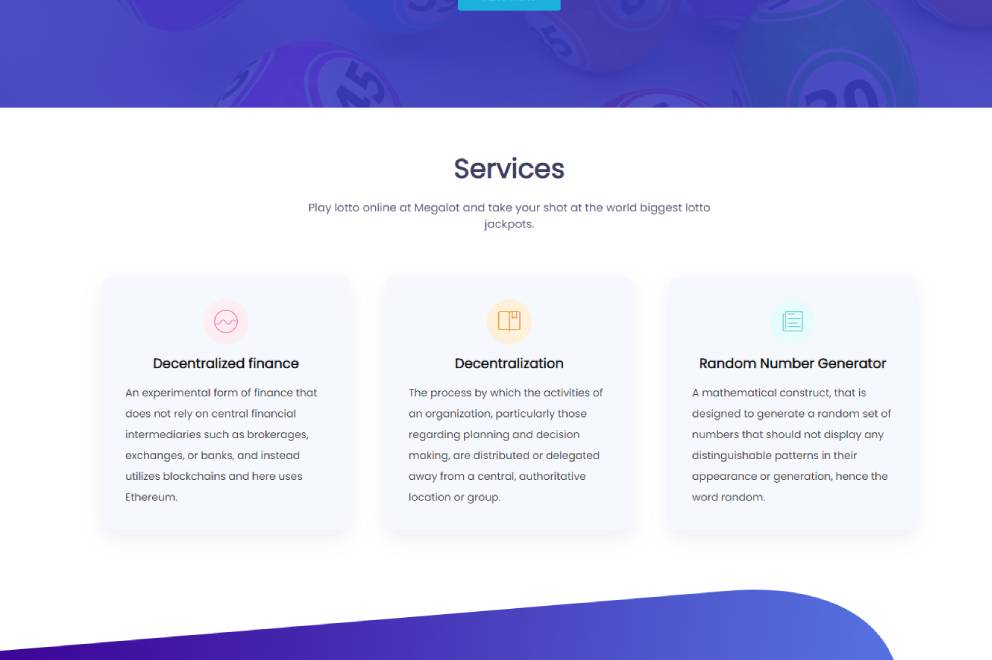 45
30
Services
Play lotto online at Megalot and take your shot at the world biggest lotto
jackpots.
Decentralized finance
An experimental form of finance that
does not rely on central financial
intermediaries such as brokerages,
exchanges, or banks, and instead
utilizes blockchains and here uses
Ethereum.
Decentralization
The process by which the activities of
an organization, particularly those
regarding planning and decision
making, are distributed or delegated
away from a central, authoritative
location or group.
Random Number Generator
A mathematical construct, that is
designed to generate a random set of
numbers that should not display any
distinguishable patterns in their
appearance or generation, hence the
word random.